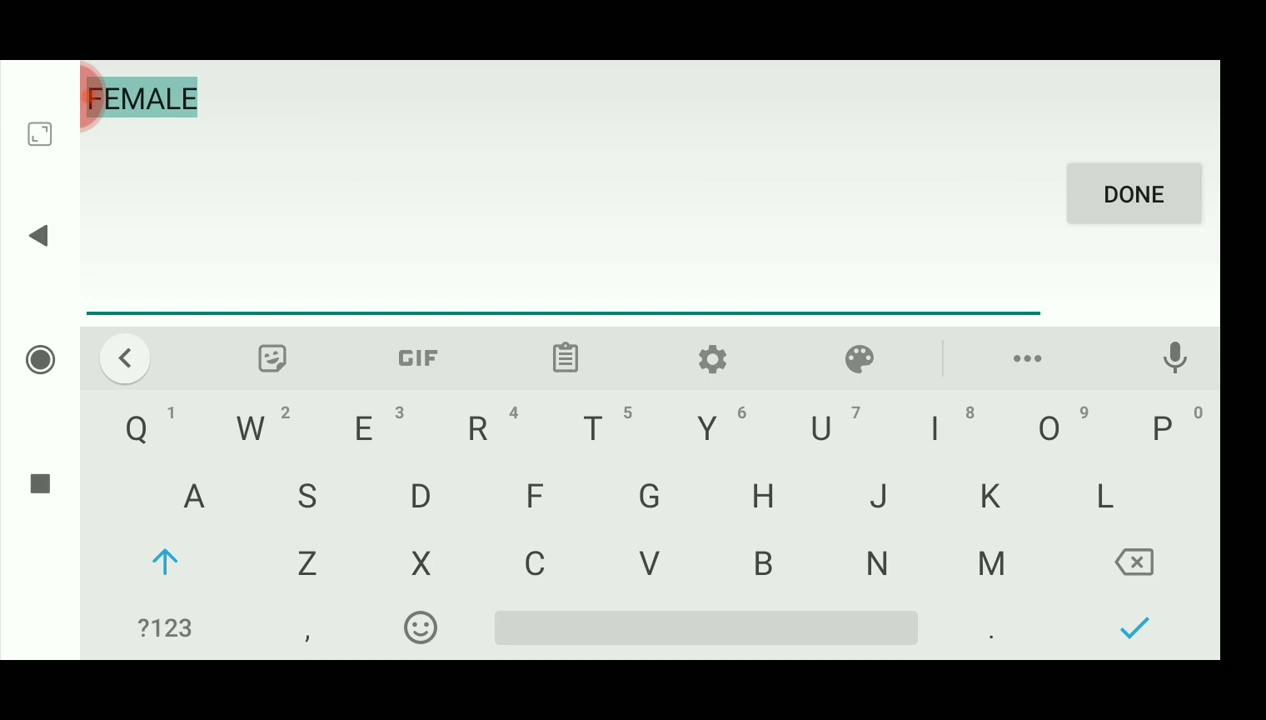 FEMALE
DONE
GIF
Q 1 W 2 E 3 R 4 T 5 Y 6 U 7 I 8 O 9 P 0
A S D F G H J K L
Z X C V B N M
?123 , .